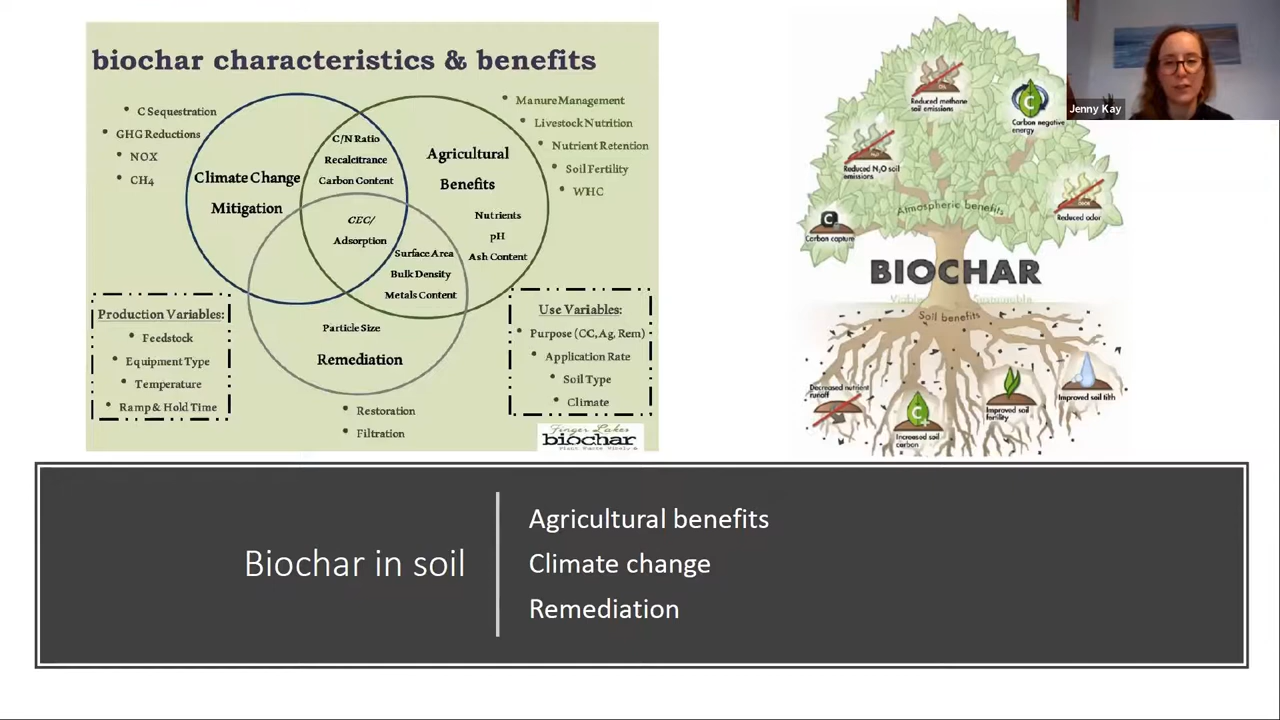 biochar characteristics & benefits
C Sequestration
GHG Reductions
NOX
CH4
Manure Management
Livestock Nutrition
Nutrient Retention
Soil Fertility
WHC
Climate Change
Mitigation
C/N Ratio
Recalcitrance
Carbon Content
Agricultural
Benefits
CEC/
Adsorption
Nutrients
pH
Ash Content
Surface Area
Bulk Density
Metals Content
Particle Size
Remediation
Production Variables:
Feedstock
Equipment Type
Temperature
Ramp & Hold Time
Use Variables:
Purpose (CC, Ag, Rem)
Application Rate
Soil Type
Climate
Restoration
Filtration
Finger Lakes
biochar
Reduced methane
soil emissions
C
Carbon negative
energy
Reduced N2O soil
emissions
Reduced odor
C
Carbon capture
Atmospheric benefits
BIOCHAR
Soil benefits
Decreased nutrient
runoff
C
Increased soil
carbon
Improved soil
fertility
Improved soil tilth
Jenny Kay
Biochar in soil
Agricultural benefits
Climate change
Remediation